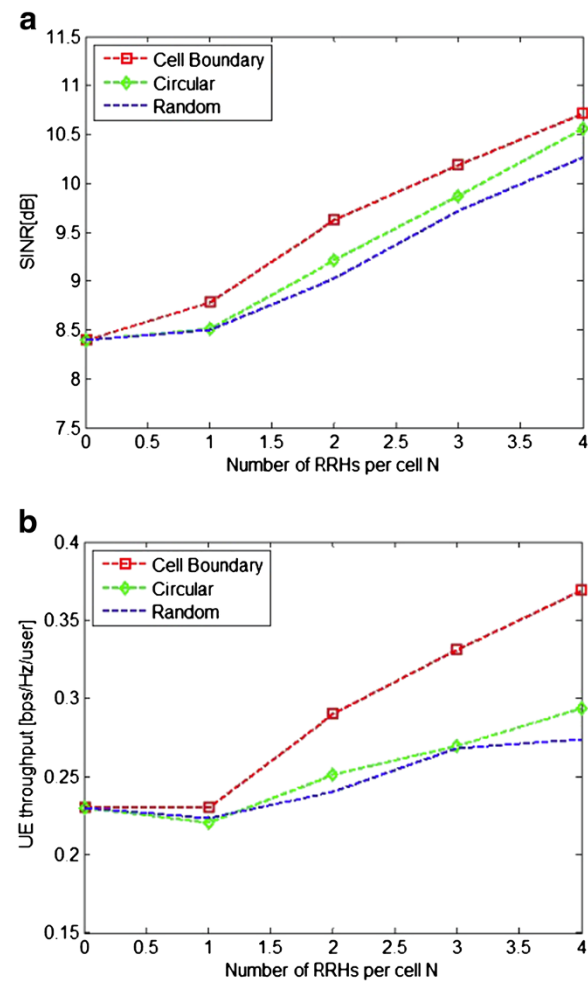 a
11.5
11
10.5
10
9.5
9
8.5
8
7.5
SINR[dB]
Cell Boundary
Circular
Random
0 0.5 1 1.5 2 2.5 3 3.5 4
Number of RRHs per cell N
b
0.4
0.35
0.3
0.25
0.2
0.15
UE throughput [bps/Hz/user]
Cell Boundary
Circular
Random
0 0.5 1 1.5 2 2.5 3 3.5 4
Number of RRHs per cell N